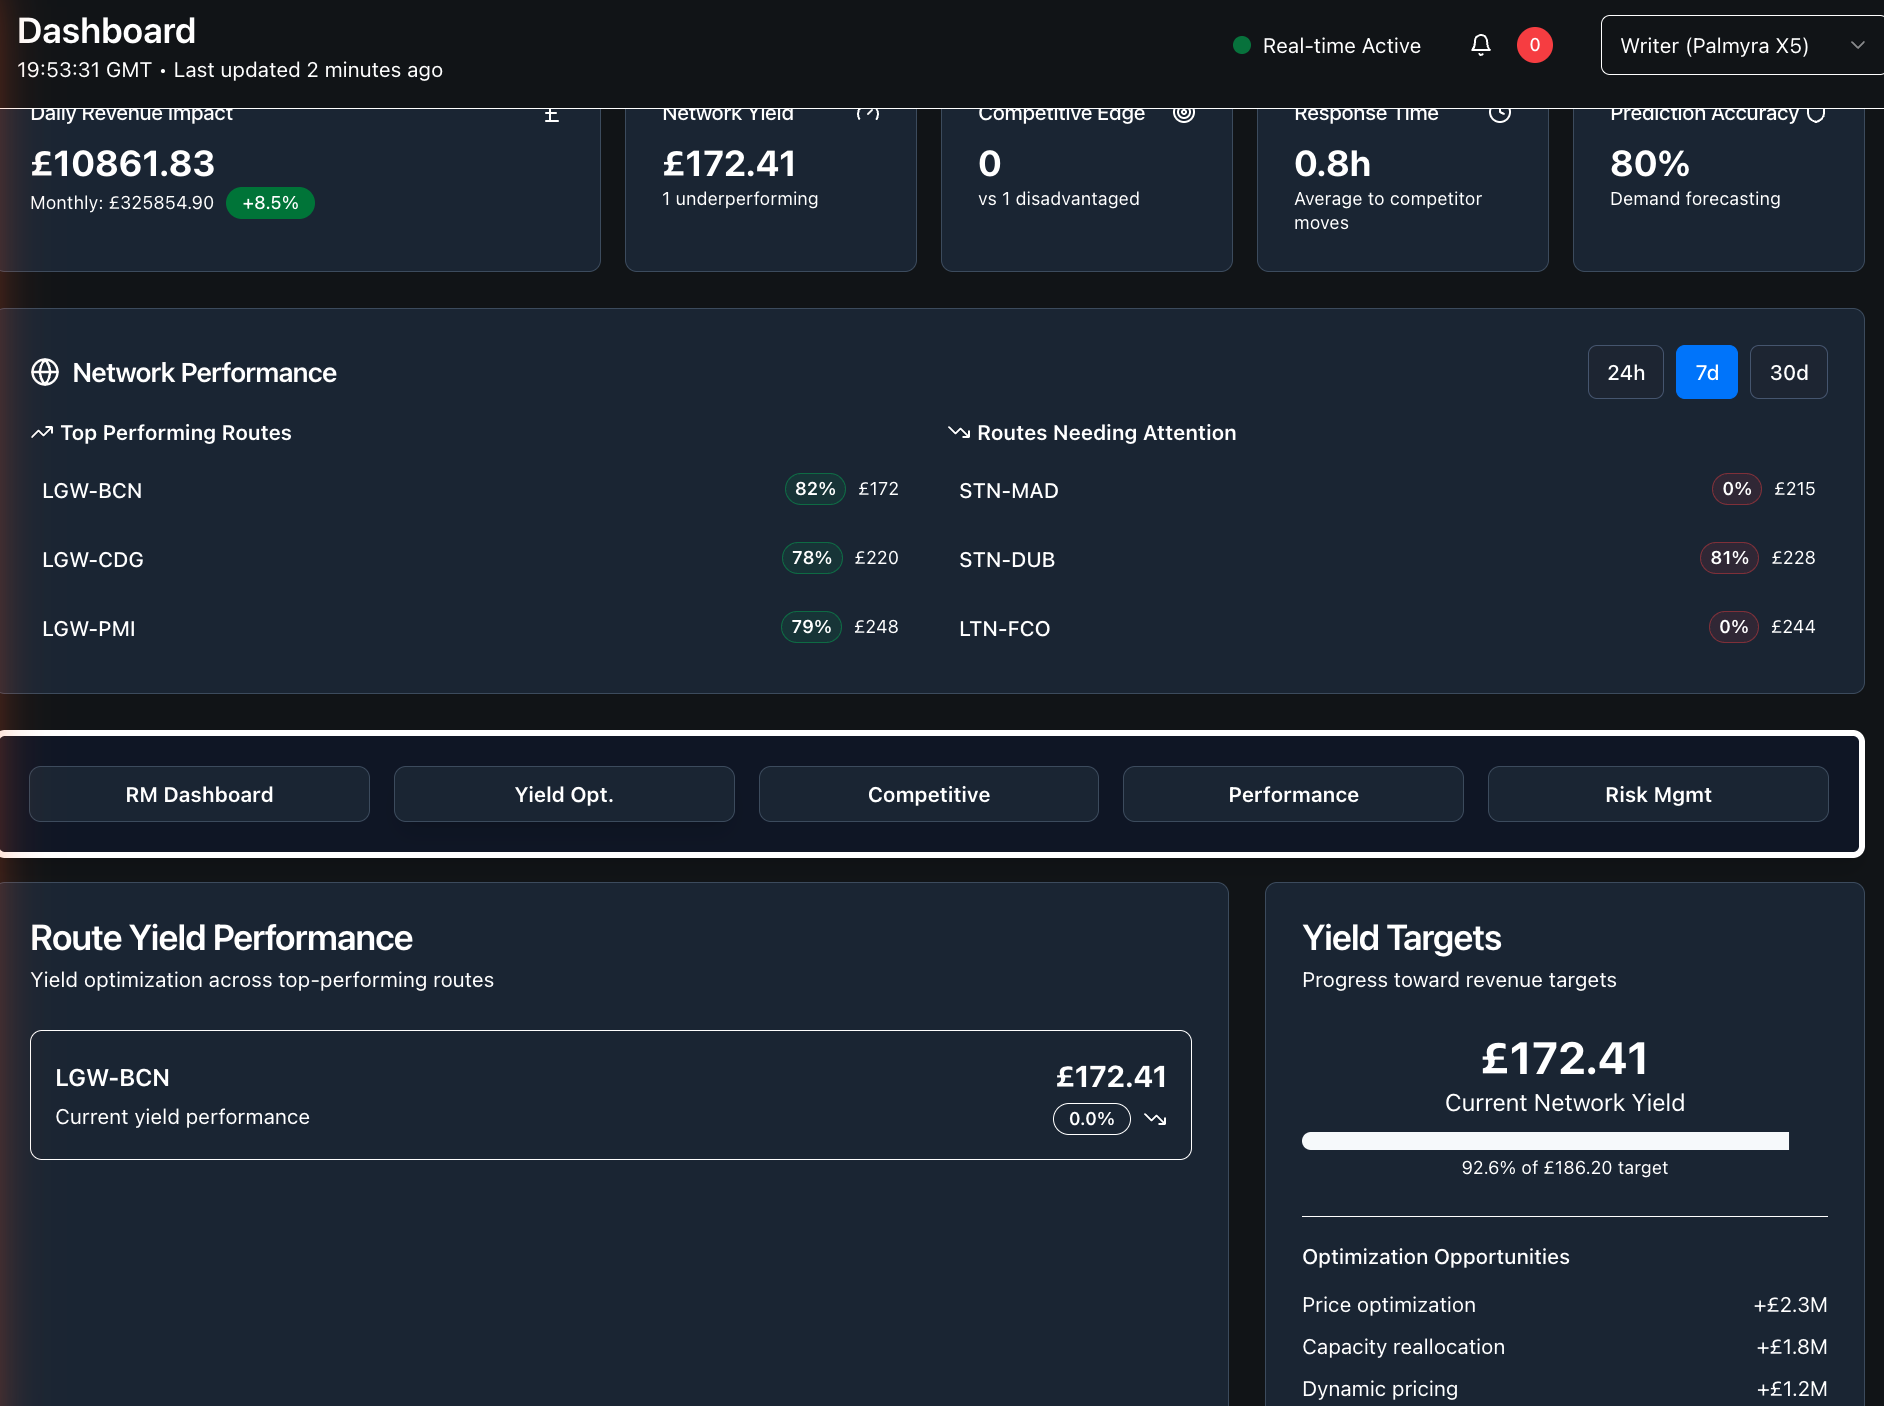 Dashboard
19:53:31 GMT • Last updated 2 minutes ago
Real-time Active
0
Writer (Palmyra X5)
Daily Revenue Impact
£10861.83
Monthly: £325854.90
+8.5%
Network Yield
£172.41
1 underperforming
Competitive Edge
0
vs 1 disadvantaged
Response Time
0.8h
Average to competitor
moves
Prediction Accuracy
80%
Demand forecasting
Network Performance
24h
7d
30d
Top Performing Routes
LGW-BCN 82% £172
LGW-CDG 78% £220
LGW-PMI 79% £248
Routes Needing Attention
STN-MAD 0% £215
STN-DUB 81% £228
LTN-FCO 0% £244
RM Dashboard
Yield Opt.
Competitive
Performance
Risk Mgmt
Route Yield Performance
Yield optimization across top-performing routes
LGW-BCN
Current yield performance
£172.41
0.0%
Yield Targets
Progress toward revenue targets
£172.41
Current Network Yield
92.6% of £186.20 target
Optimization Opportunities
Price optimization +£2.3M
Capacity reallocation +£1.8M
Dynamic pricing +£1.2M